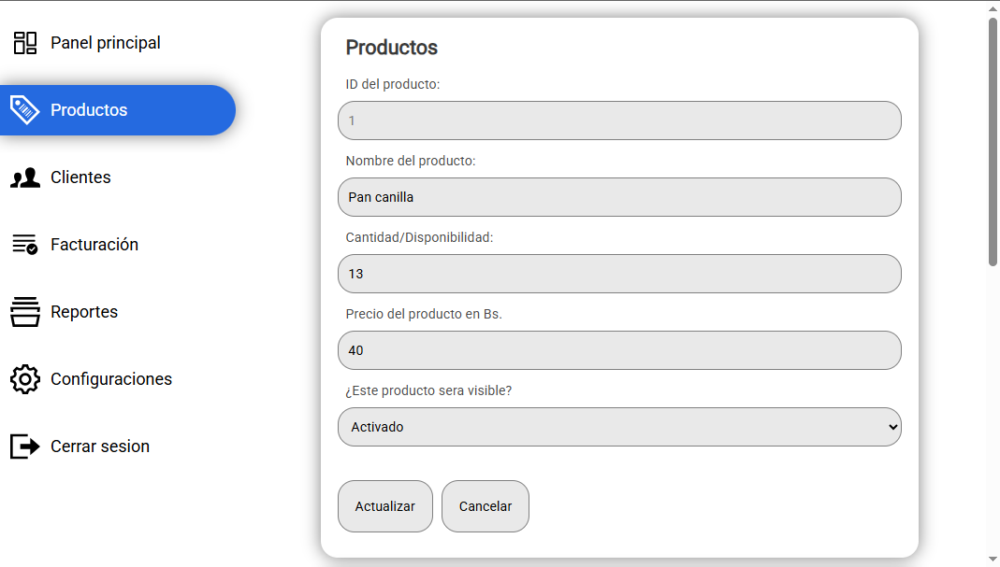 Panel principal
Productos
Clientes
Facturación
Reportes
Configuraciones
Cerrar sesion
Productos
ID del producto:
1
Nombre del producto:
Pan canilla
Cantidad/Disponibilidad:
13
Precio del producto en Bs.
40
¿Este producto sera visible?
Activado
Actualizar Cancelar